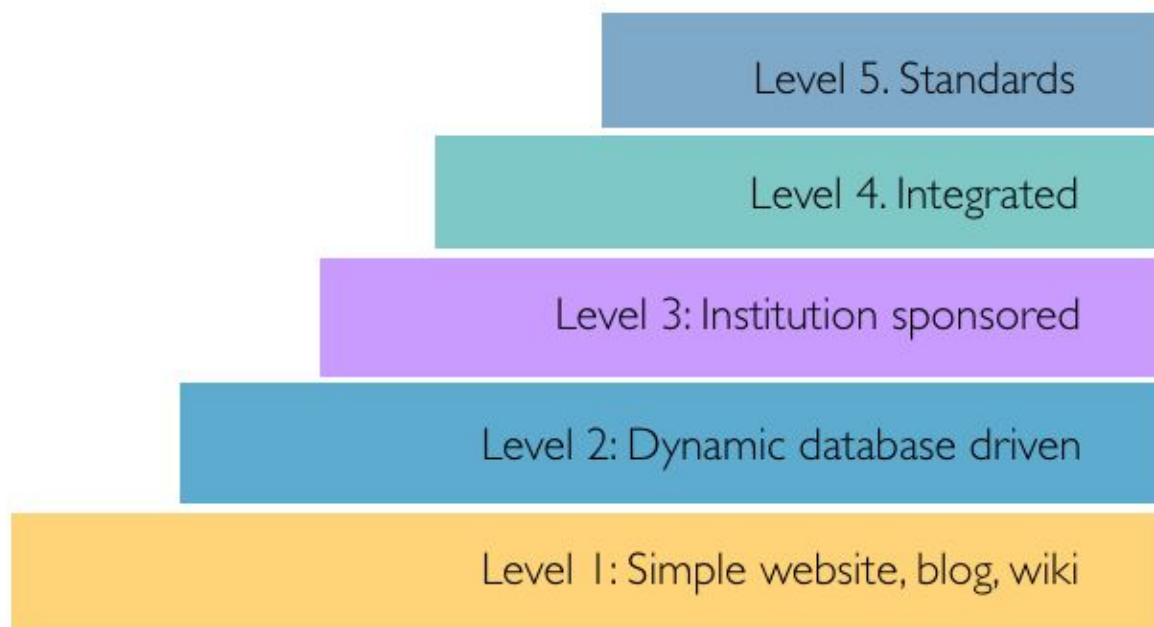 Level 5. Standards
Level 4. Integrated
Level 3: Institution sponsored
Level 2: Dynamic database driven
Level 1: Simple website, blog, wiki